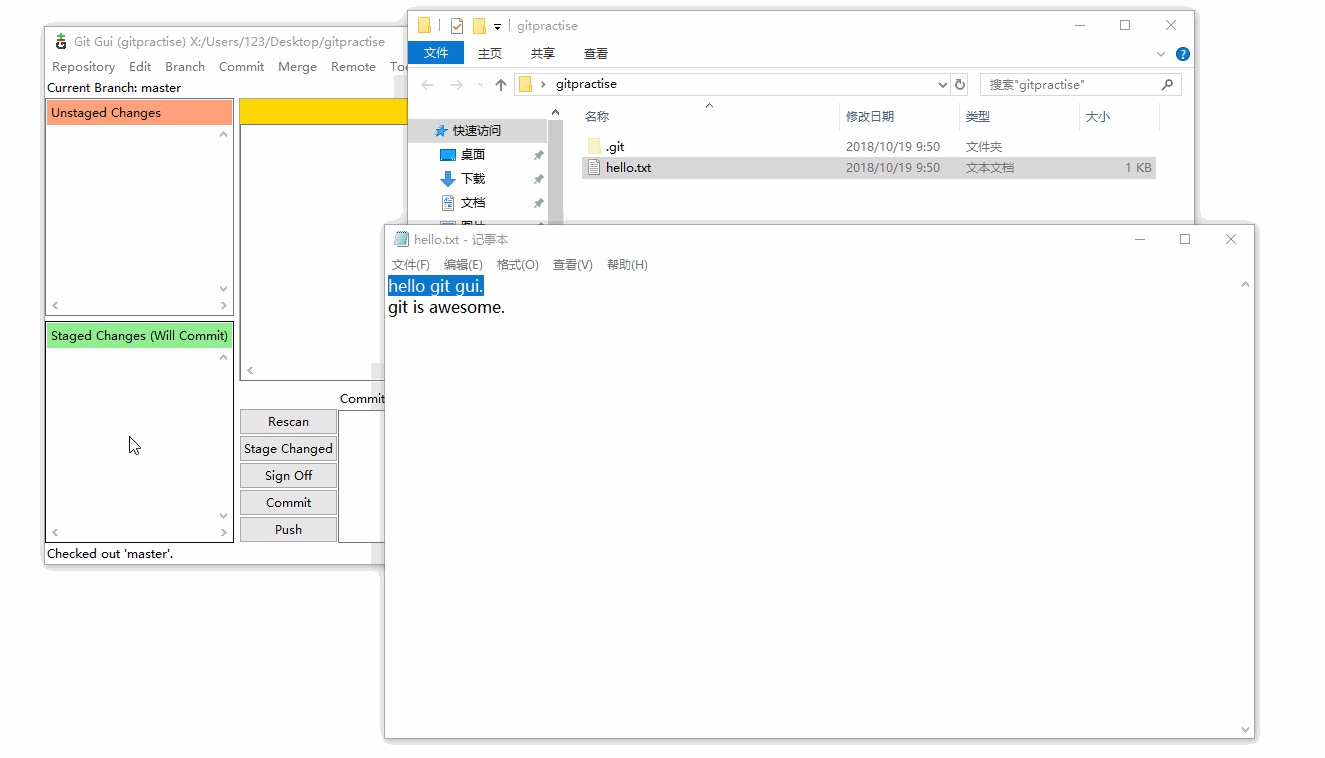 Git Gui (gitpractise) X:/Users/123/Desktop/gitpractise
Repository Edit Branch Commit Merge Remote
Current Branch: master
Unstaged Changes
Staged Changes (Will Commit)
Commit
Rescan
Stage Changed
Sign Off
Commit
Push
Checked out 'master'.
gitpractise
文件 主页 共享 查看
gitpractise
搜索"gitpractise"
快速访问
桌面
下载
文档
名称 修改日期 类型 大小
.git 2018/10/19 9:50 文件夹
hello.txt 2018/10/19 9:50 文本文档 1 KB
hello.txt - 记事本
文件(F) 编辑(E) 格式(O) 查看(V) 帮助(H)
hello git gui.
git is awesome.